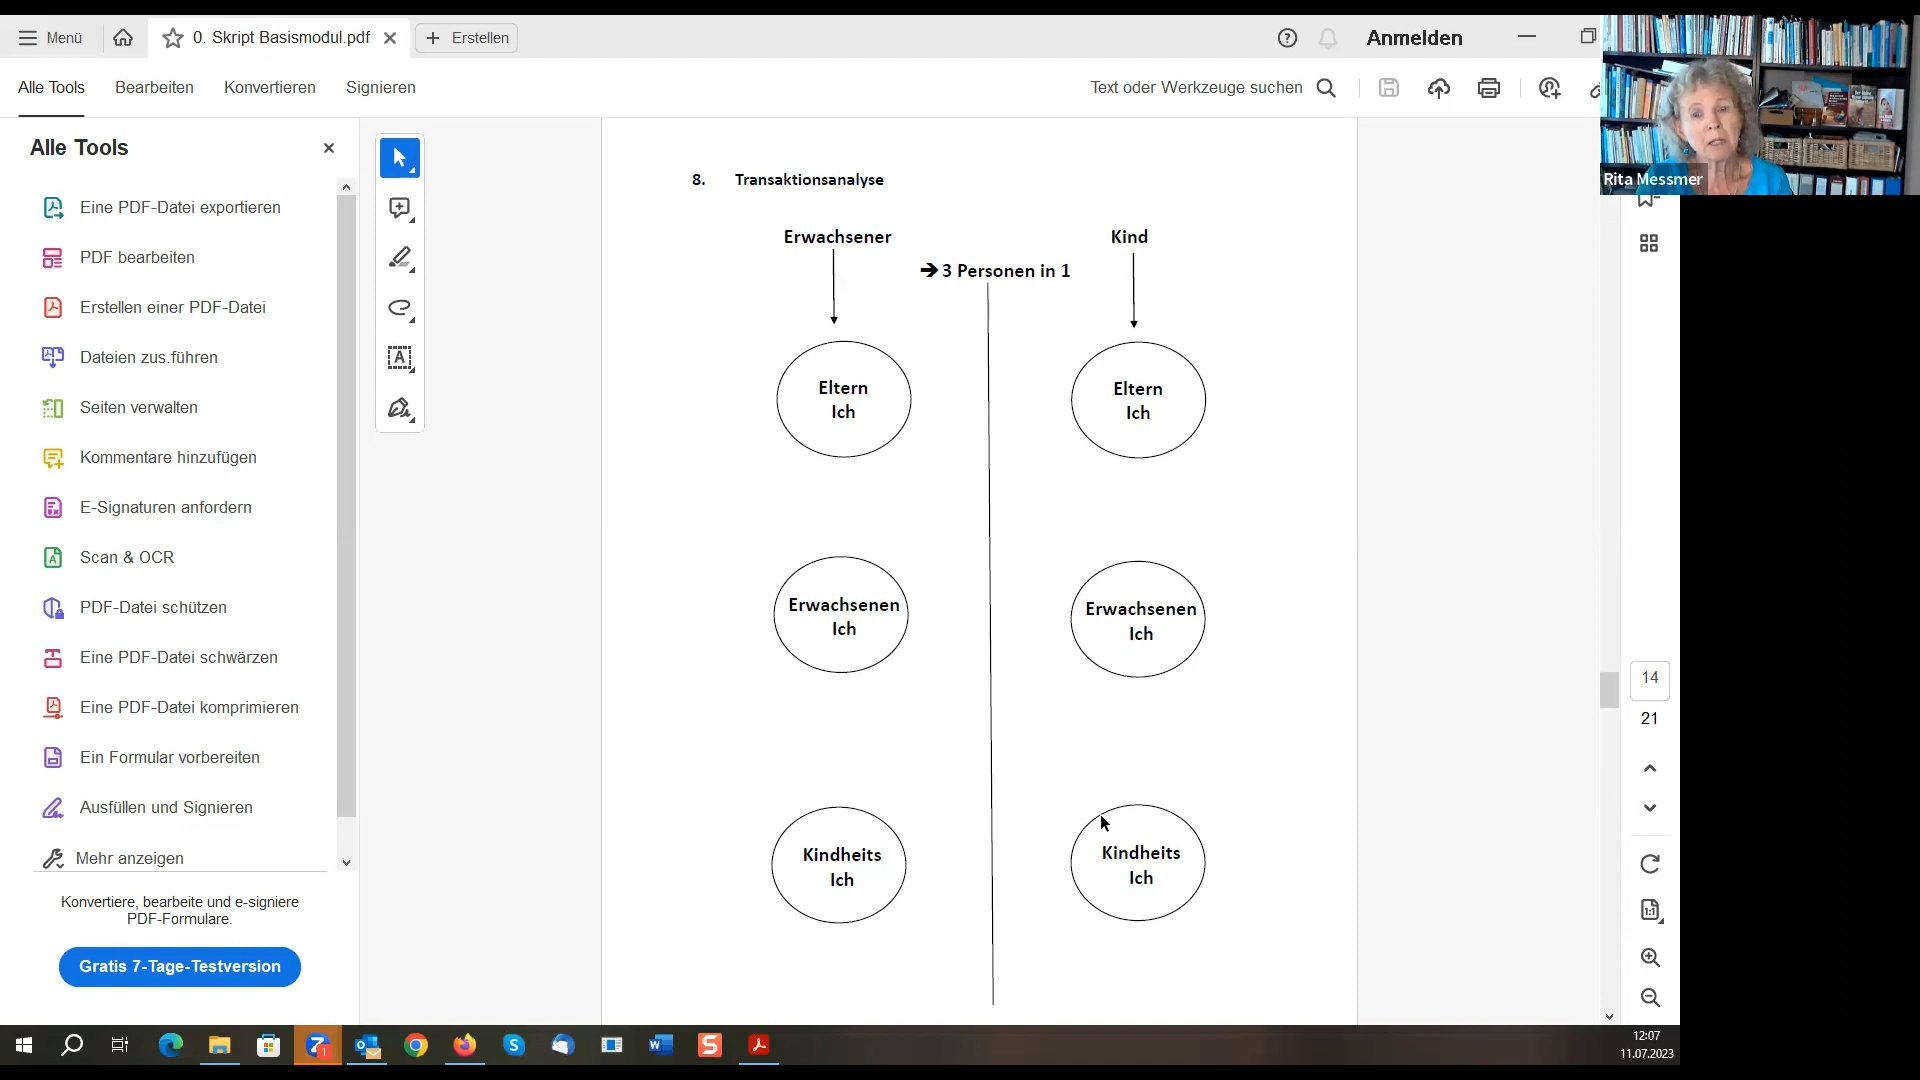 Menü
0. Skript Basismodul.pdf
Erstellen
Anmelden
Alle Tools
Bearbeiten
Konvertieren
Signieren
Text oder Werkzeuge suchen
Rita Messmer
Alle Tools
Eine PDF-Datei exportieren
PDF bearbeiten
Erstellen einer PDF-Datei
Dateien zus.führen
Seiten verwalten
Kommentare hinzufügen
E-Signaturen anfordern
Scan & OCR
PDF-Datei schützen
Eine PDF-Datei schwärzen
Eine PDF-Datei komprimieren
Ein Formular vorbereiten
Ausfüllen und Signieren
Mehr anzeigen
Konvertiere, bearbeite und e-signiere
PDF-Formulare.
Gratis 7-Tage-Testversion
8. Transaktionsanalyse
Erwachsener
Kind
➔ 3 Personen in 1
Eltern
Ich
Eltern
Ich
Erwachsenen
Ich
Erwachsenen
Ich
Kindheits
Ich
Kindheits
Ich
14
21
12:07
11.07.2023